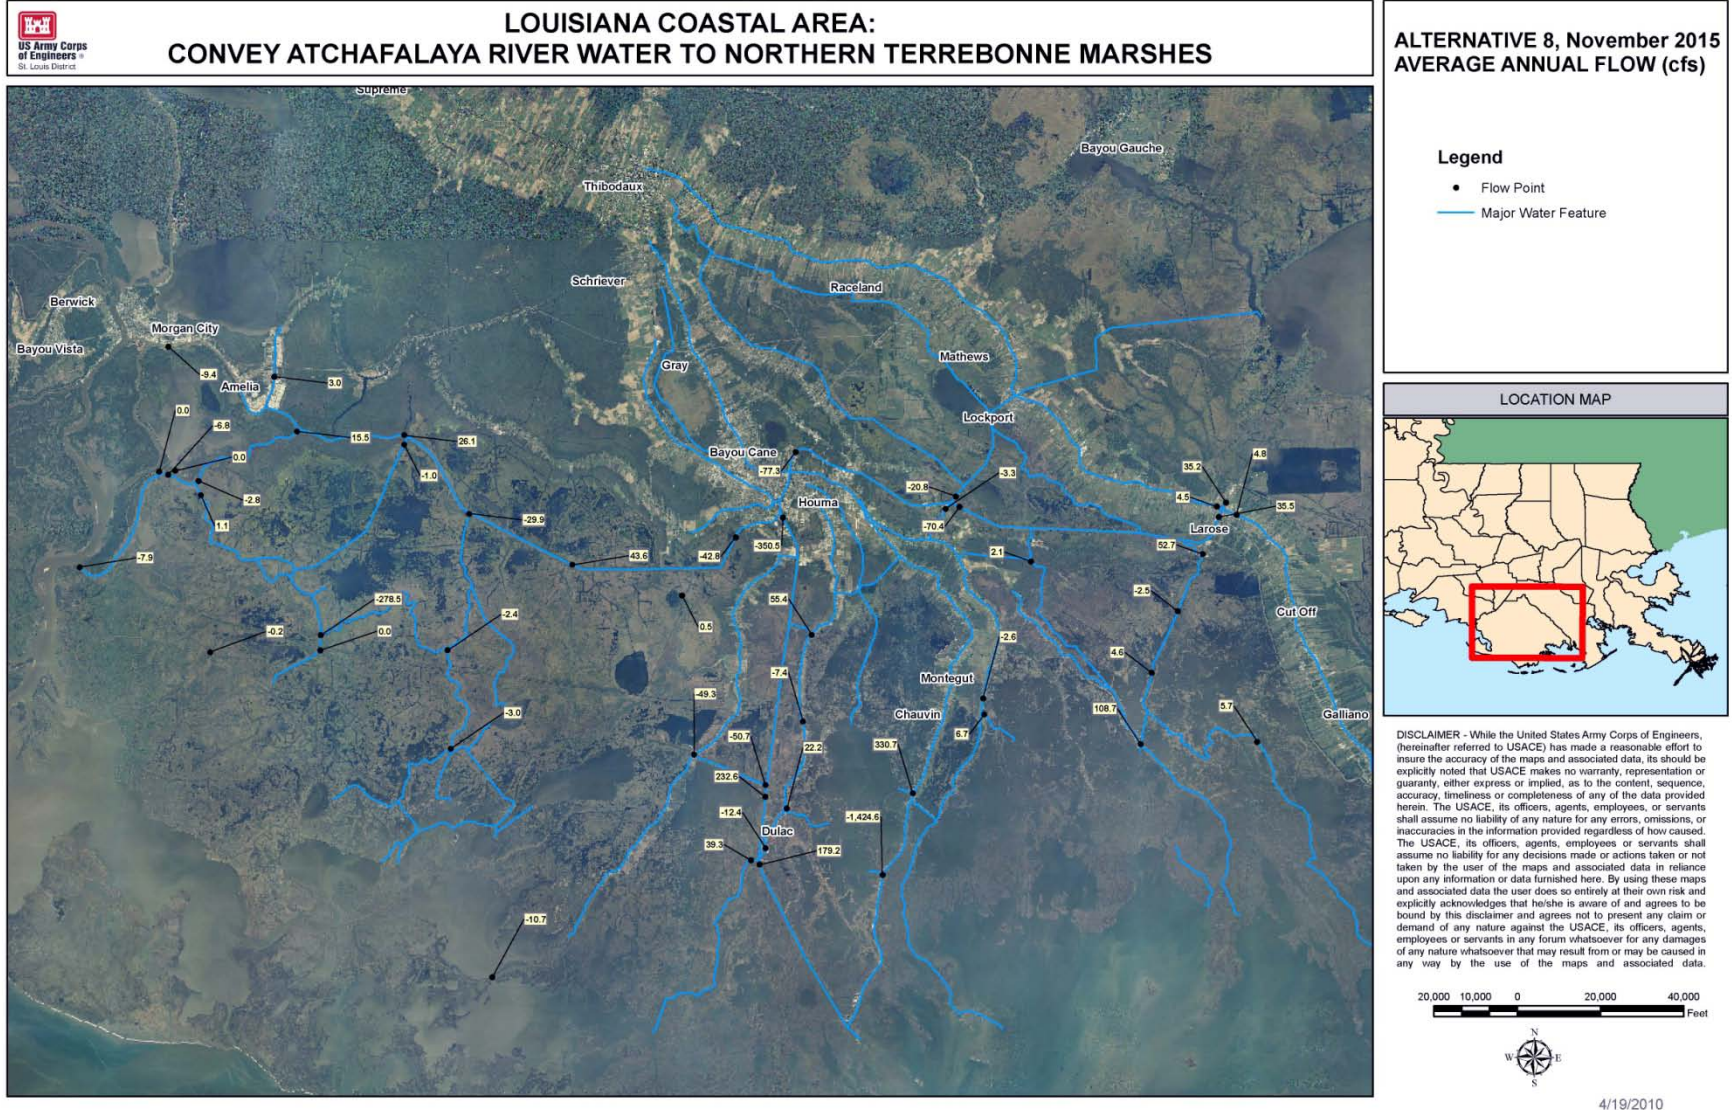 US Army Corps
of Engineers ®
St. Louis District
LOUISIANA COASTAL AREA:
CONVEY ATCHAFALAYA RIVER WATER TO NORTHERN TERREBONNE MARSHES
ALTERNATIVE 8, November 2015
AVERAGE ANNUAL FLOW (cfs)
Legend
Flow Point
Major Water Feature
Supreme
Bayou Gauche
Thibodaux
Schriever
Raceland
Berwick
Morgan City
Bayou Vista
Mathews
Gray
-9.4
3.0
Amelia
0.0
Lockport
-6.8
15.5
26.1
Bayou Cane
0.0
-77.3
4.8
35.2
-1.0
-3.3
-20.8
-2.8
Houma
4.5
35.5
1.1
-29.9
-70.4
Larose
-350.5
52.7
-7.9
43.6
-42.8
2.1
-2.5
-278.5
55.4
Cut Off
-2.4
0.5
-0.2
0.0
-2.6
4.6
-7.4
Montegut
-49.3
-3.0
Chauvin
108.7
5.7
Galliano
-50.7
22.2
330.7
6.7
232.6
-12.4
-1,424.6
Dulac
39.3
179.2
-10.7
LOCATION MAP
DISCLAIMER - While the United States Army Corps of Engineers,
(hereinafter referred to USACE) has made a reasonable effort to
insure the accuracy of the maps and associated data, its should be
explicitly noted that USACE makes no warranty, representation or
guaranty, either express or implied, as to the content, sequence,
accuracy, timeliness or completeness of any of the data provided
herein. The USACE, its officers, agents, employees, or servants
shall assume no liability of any nature for any errors, omissions, or
inaccuracies in the information provided regardless of how caused.
The USACE, its officers, agents, employees or servants shall
assume no liability for any decisions made or actions taken or not
taken by the user of the maps and associated data in reliance
upon any information or data furnished here. By using these maps
and associated data the user does so entirely at their own risk and
explicitly acknowledges that he/she is aware of and agrees to be
bound by this disclaimer and agrees not to present any claim or
demand of any nature against the USACE, its officers, agents,
employees or servants in any forum whatsoever for any damages
of any nature whatsoever that may result from or may be caused in
any way by the use of the maps and associated data.
20,000 10,000 0 20,000 40,000
Feet
N
W E
S
4/19/2010